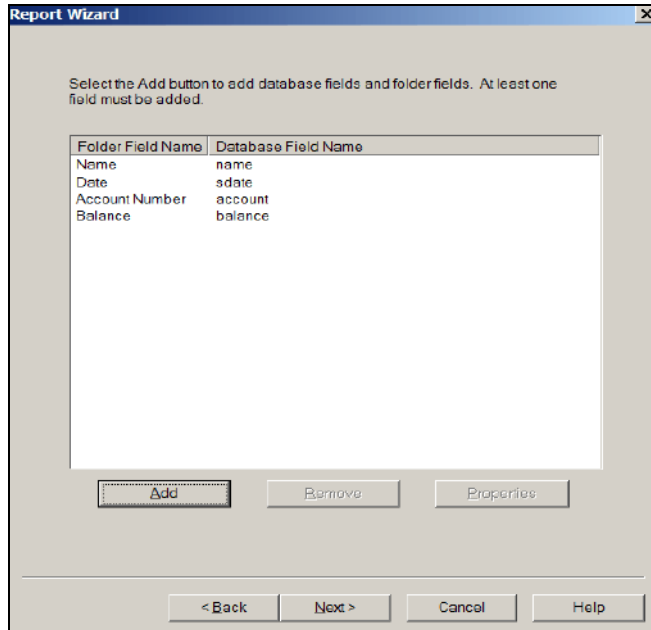 Report Wizard
Select the Add button to add database fields and folder fields. At least one
field must be added.
Folder Field Name Database Field Name
Name name
Date sdate
Account Number account
Balance balance
Add Remove Properties
< Back Next > Cancel Help